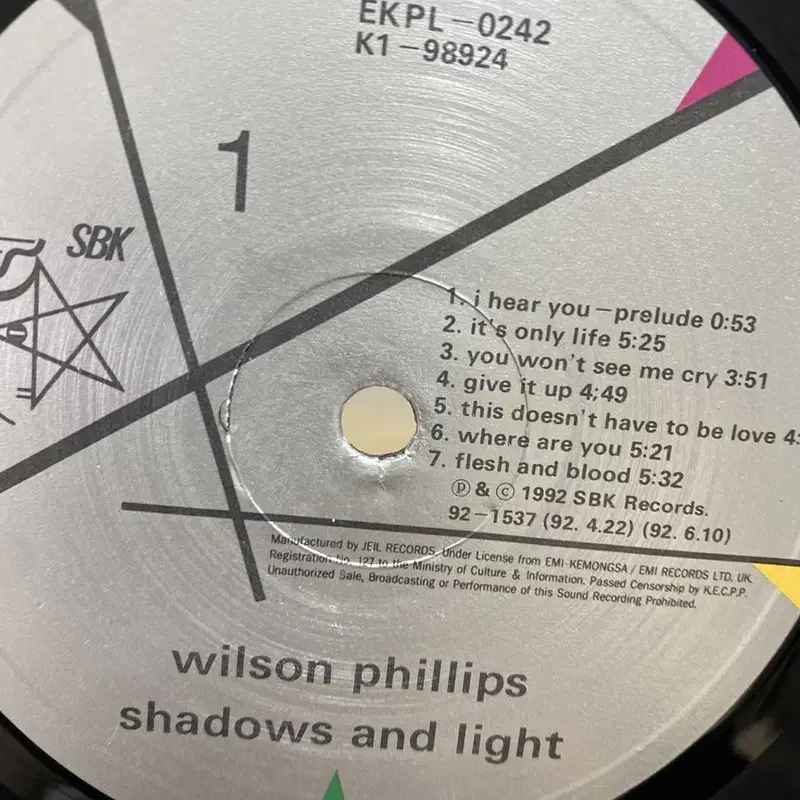 EKPL-0242
K1-98924
1
SBK
1. i hear you-prelude 0:53
2. it's only life 5:25
3. you won't see me cry 3:51
4. give it up 4;49
5. this doesn't have to be love 4:
6. where are you 5:21
7. flesh and blood 5:32
℗ & © 1992 SBK Records.
92-1537 (92. 4.22) (92. 6.10)
Manufactured by JEIL RECORDS, Under License from EMI-KEMONGSA / EMI RECORDS LTD. UK
Registration No. 127 to the Ministry of Culture & Information. Passed Censorship by K.E.C.P.P.
Unauthorized Sale, Broadcasting or Performance of this Sound Recording Prohibited.
wilson phillips
shadows and light